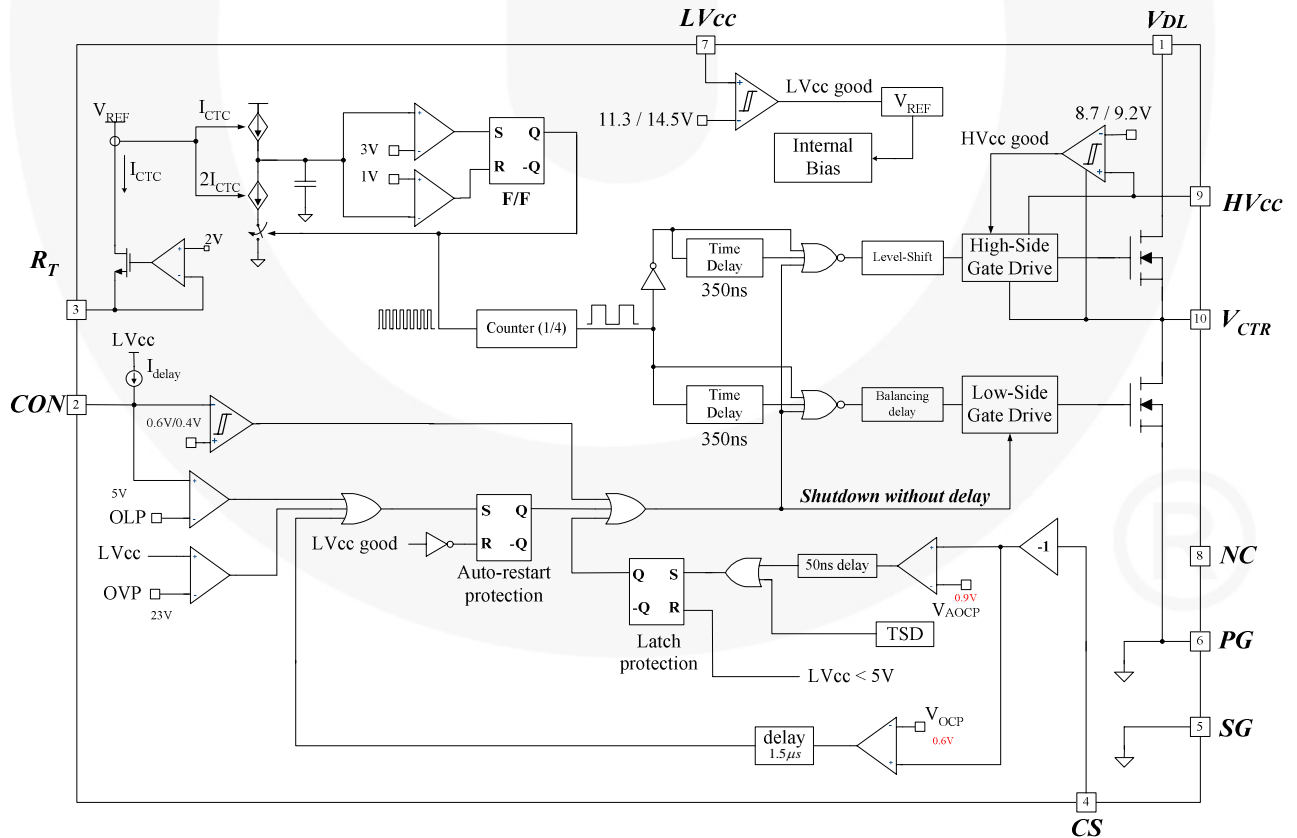 LVcc
VDL
7
1
VREF
ICTC
LVcc good
VREF
8.7 / 9.2V
11.3 / 14.5V
HVcc good
S
Q
3V
R
-Q
1V
F/F
ICTC
2ICTC
Internal
Bias
9
HVcc
2V
RT
3
Time
Delay
350ns
Level-Shift
High-Side
Gate Drive
Counter (1/4)
10
VCTR
LVcc
Idelay
CON
2
0.6V/0.4V
Time
Delay
350ns
Balancing
delay
Low-Side
Gate Drive
5V
OLP
S
Q
R
-Q
LVcc good
Auto-restart
protection
Shutdown without delay
LVcc
OVP
23V
Q
S
-Q
R
Latch
protection
50ns delay
-1
0.9V
VAOCP
TSD
LVcc < 5V
8
NC
6
PG
5
SG
delay
1.5μs
VOCP
0.6V
4
CS
®